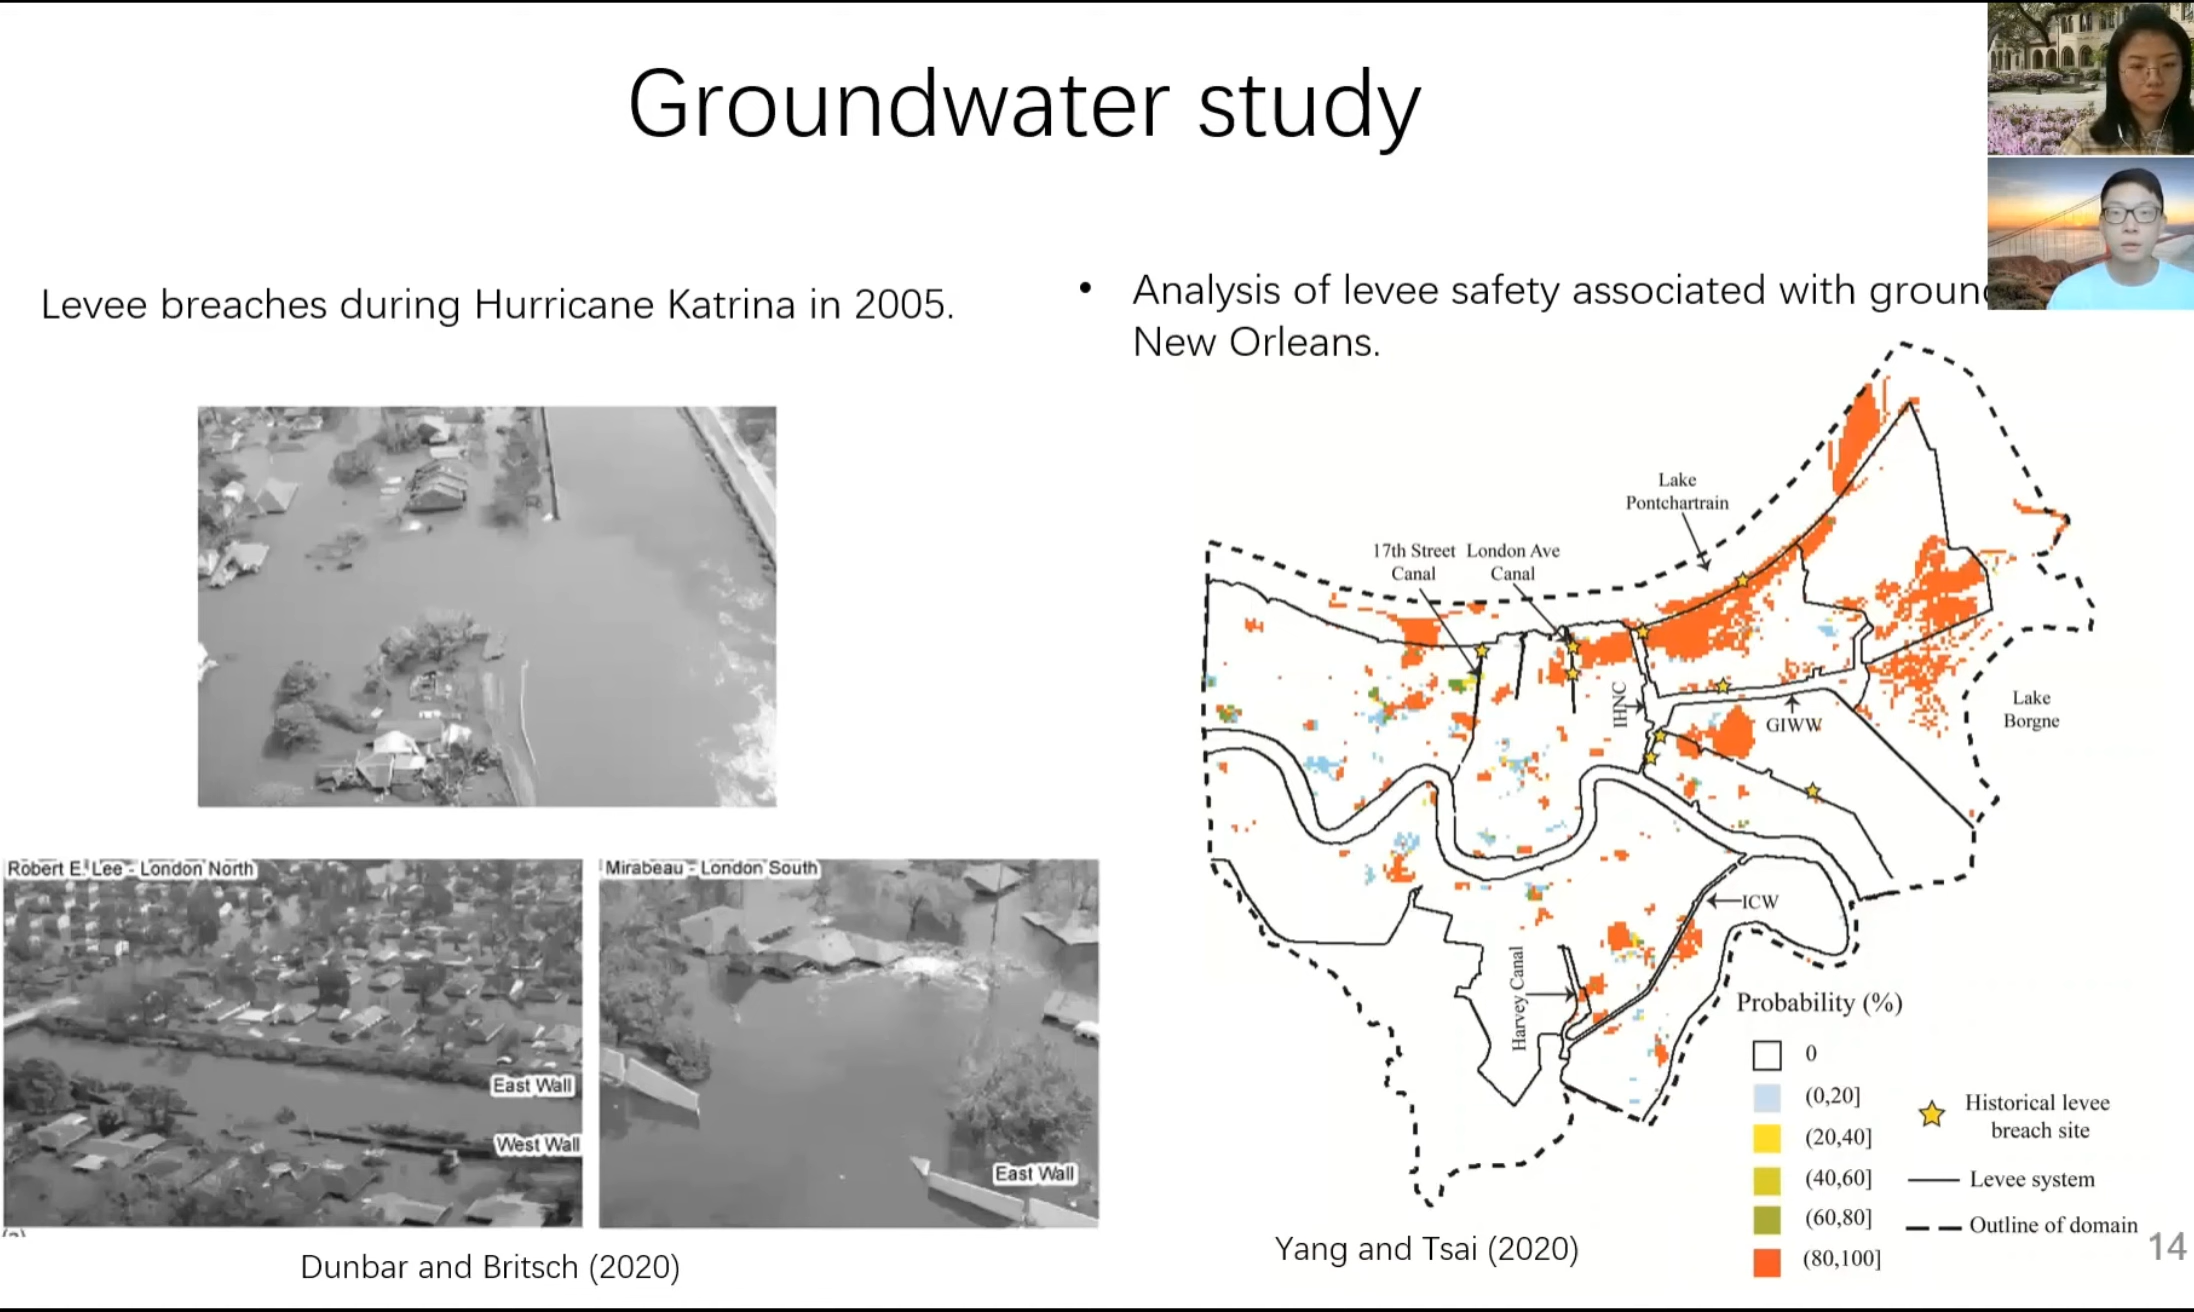 Groundwater study
Levee breaches during Hurricane Katrina in 2005.
• Analysis of levee safety associated with
New Orleans.
Robert E. Lee - London North
East Wall
West Wall
Mirabeau - London South
East Wall
Dunbar and Britsch (2020)
Lake
Pontchartrain
17th Street
Canal
London Ave
Canal
IHNC
GIWW
Lake
Borgne
ICW
Harvey Canal
Probability (%)
0
(0,20]
(20,40]
(40,60]
(60,80]
(80,100]
Historical levee
breach site
Levee system
Outline of domain
Yang and Tsai (2020)
14